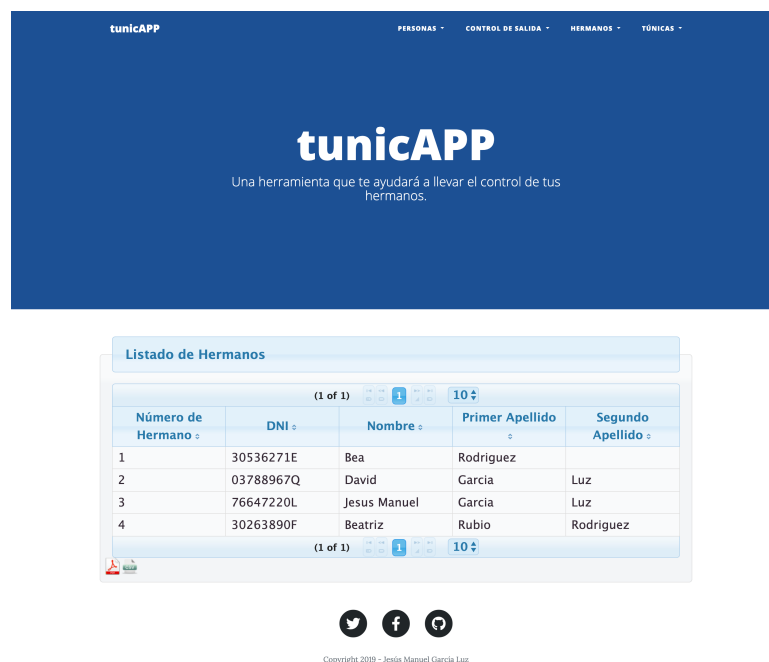 tunicAPP PERSONAS CONTROL DE SALIDA HERMANOS TÚNICAS
tunicAPP
Una herramienta que te ayudará a llevar el control de tus
hermanos.
Listado de Hermanos
(1 of 1) 1 10
Número de Hermano DNI Nombre Primer Apellido Segundo Apellido
1 30536271E Bea Rodriguez
2 03788967Q David Garcia Luz
3 76647220L Jesus Manuel Garcia Luz
4 30263890F Beatriz Rubio Rodriguez
(1 of 1) 1 10
Copyright 2019 - Jesús Manuel García Luz